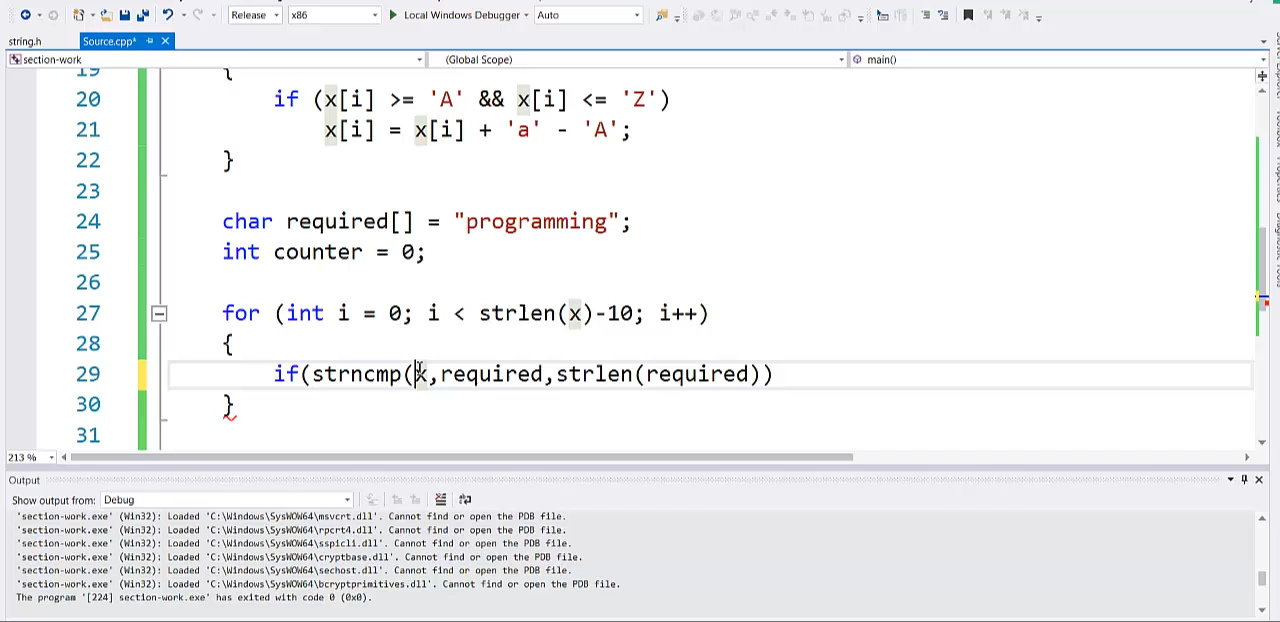 Release
x86
Local Windows Debugger
Auto
string.h
Source.cpp*
section-work
(Global Scope)
main()
19 {
20 if (x[i] >= 'A' && x[i] <= 'Z')
21 x[i] = x[i] + 'a' - 'A';
22 }
23
24 char required[] = "programming";
25 int counter = 0;
26
27 for (int i = 0; i < strlen(x)-10; i++)
28 {
29 if(strncmp(x,required,strlen(required))
30 }
31
213 %
Output
Show output from: Debug
'section-work.exe' (Win32): Loaded 'C:\Windows\SysWOW64\msvcrt.dll'. Cannot find or open the PDB file.
'section-work.exe' (Win32): Loaded 'C:\Windows\SysWOW64\rpcrt4.dll'. Cannot find or open the PDB file.
'section-work.exe' (Win32): Loaded 'C:\Windows\SysWOW64\sspicli.dll'. Cannot find or open the PDB file.
'section-work.exe' (Win32): Loaded 'C:\Windows\SysWOW64\cryptbase.dll'. Cannot find or open the PDB file.
'section-work.exe' (Win32): Loaded 'C:\Windows\SysWOW64\sechost.dll'. Cannot find or open the PDB file.
'section-work.exe' (Win32): Loaded 'C:\Windows\SysWOW64\bcryptprimitives.dll'. Cannot find or open the PDB file.
The program '[224] section-work.exe' has exited with code 0 (0x0).